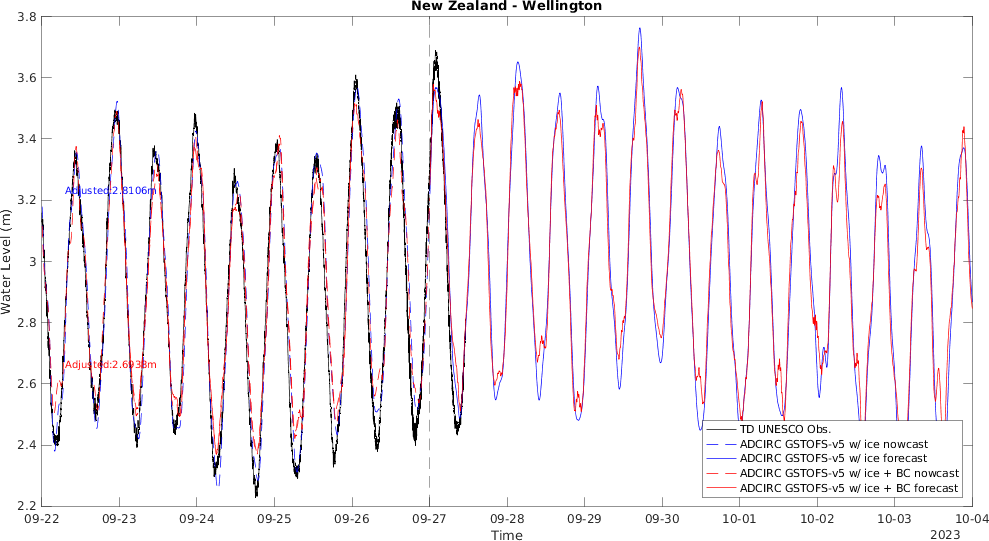 New Zealand - Wellington
3.8
3.6
3.4
3.2
3
2.8
2.6
2.4
2.2
Water Level (m)
Adjusted:2.8106m
Adjusted:2.6938m
TD UNESCO Obs.
ADCIRC GSTOFS-v5 w/ ice nowcast
ADCIRC GSTOFS-v5 w/ ice forecast
ADCIRC GSTOFS-v5 w/ ice + BC nowcast
ADCIRC GSTOFS-v5 w/ ice + BC forecast
09-22 09-23 09-24 09-25 09-26 09-27 09-28 09-29 09-30 10-01 10-02 10-03 10-04
Time
2023